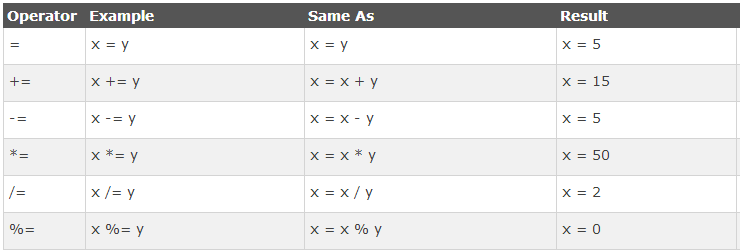 Operator Example Same As Result
= x = y x = y x = 5
+= x += y x = x + y x = 15
-= x -= y x = x - y x = 5
*= x *= y x = x * y x = 50
/= x /= y x = x / y x = 2
%= x %= y x = x % y x = 0